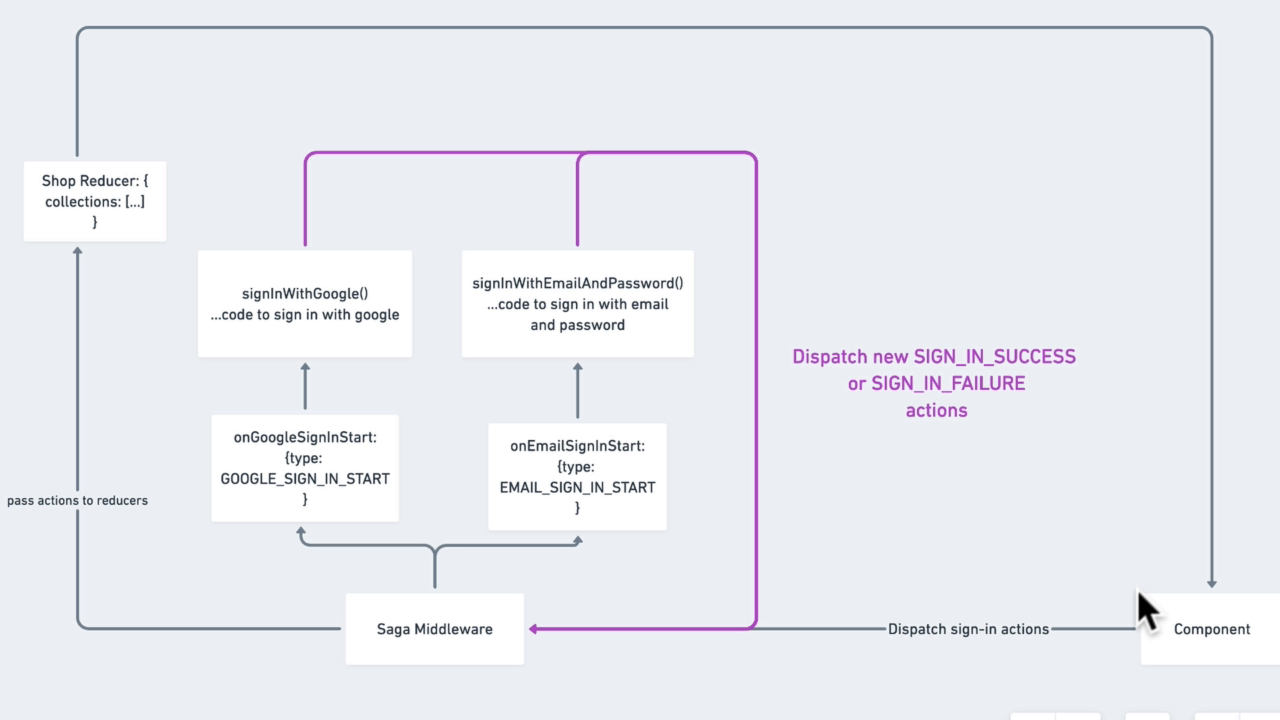 Shop Reducer: {
collections: [...]
}
signInWithGoogle()
...code to sign in with google
signInWithEmailAndPassword()
...code to sign in with email
and password
Dispatch new SIGN_IN_SUCCESS
or SIGN_IN_FAILURE
actions
onGoogleSignInStart:
{type:
GOOGLE_SIGN_IN_START
}
onEmailSignInStart:
{type:
EMAIL_SIGN_IN_START
}
pass actions to reducers
Saga Middleware
Dispatch sign-in actions
Component